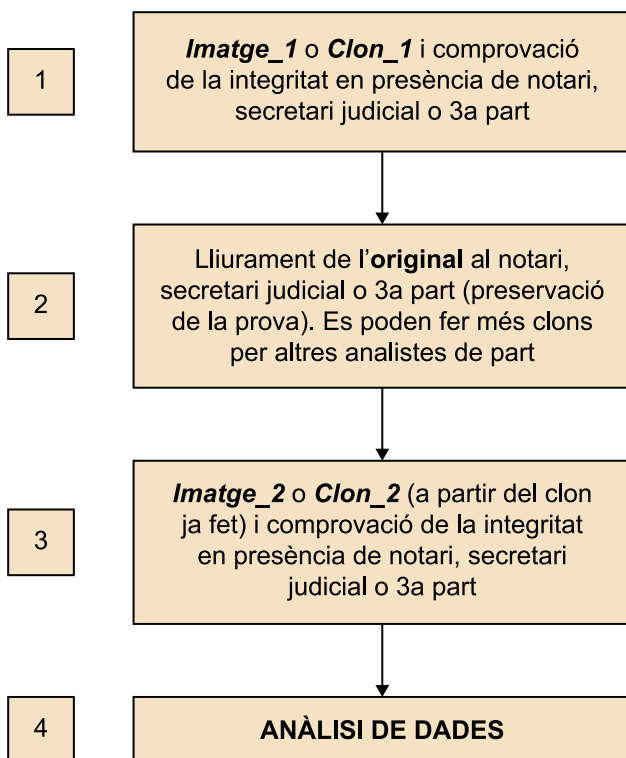 1
Imatge_1 o Clon_1 i comprovació
de la integritat en presència de notari,
secretari judicial o 3a part
2
Lliurament de l'original al notari,
secretari judicial o 3a part (preservació
de la prova). Es poden fer més clons
per altres analistes de part
3
Imatge_2 o Clon_2 (a partir del clon
ja fet) i comprovació de la integritat
en presència de notari, secretari
judicial o 3a part
4
ANÀLISI DE DADES